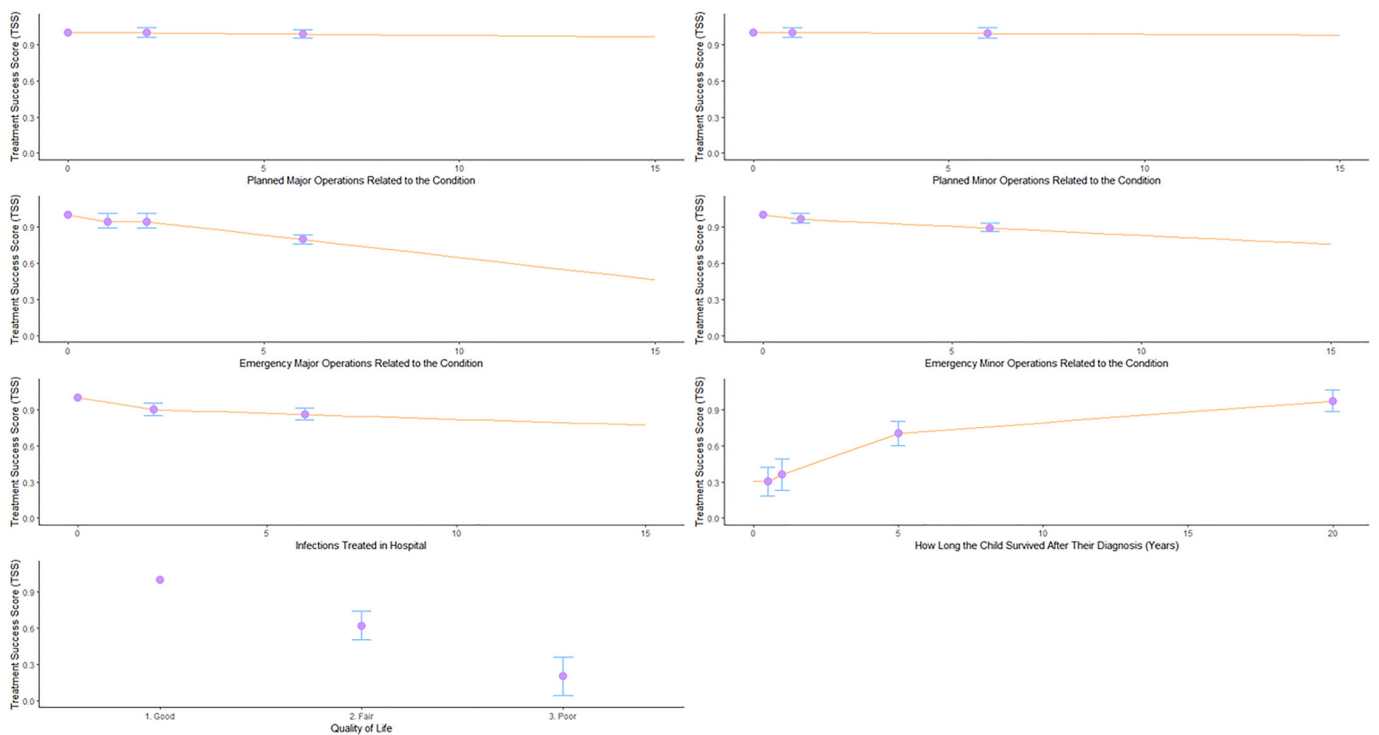 Treatment Success Score (TSS)
0.9
0.6
0.3
0.0
0 5 10 15
Planned Major Operations Related to the Condition
Treatment Success Score (TSS)
0.9
0.6
0.3
0.0
0 5 10 15
Planned Minor Operations Related to the Condition
Treatment Success Score (TSS)
0.9
0.6
0.3
0.0
0 5 10 15
Emergency Major Operations Related to the Condition
Treatment Success Score (TSS)
0.9
0.6
0.3
0.0
0 5 10 15
Emergency Minor Operations Related to the Condition
Treatment Success Score (TSS)
0.9
0.6
0.3
0.0
0 5 10 15
Infections Treated in Hospital
Treatment Success Score (TSS)
0.9
0.6
0.3
0.0
0 5 10 15 20
How Long the Child Survived After Their Diagnosis (Years)
Treatment Success Score (TSS)
0.9
0.6
0.3
0.0
1. Good 2. Fair 3. Poor
Quality of Life